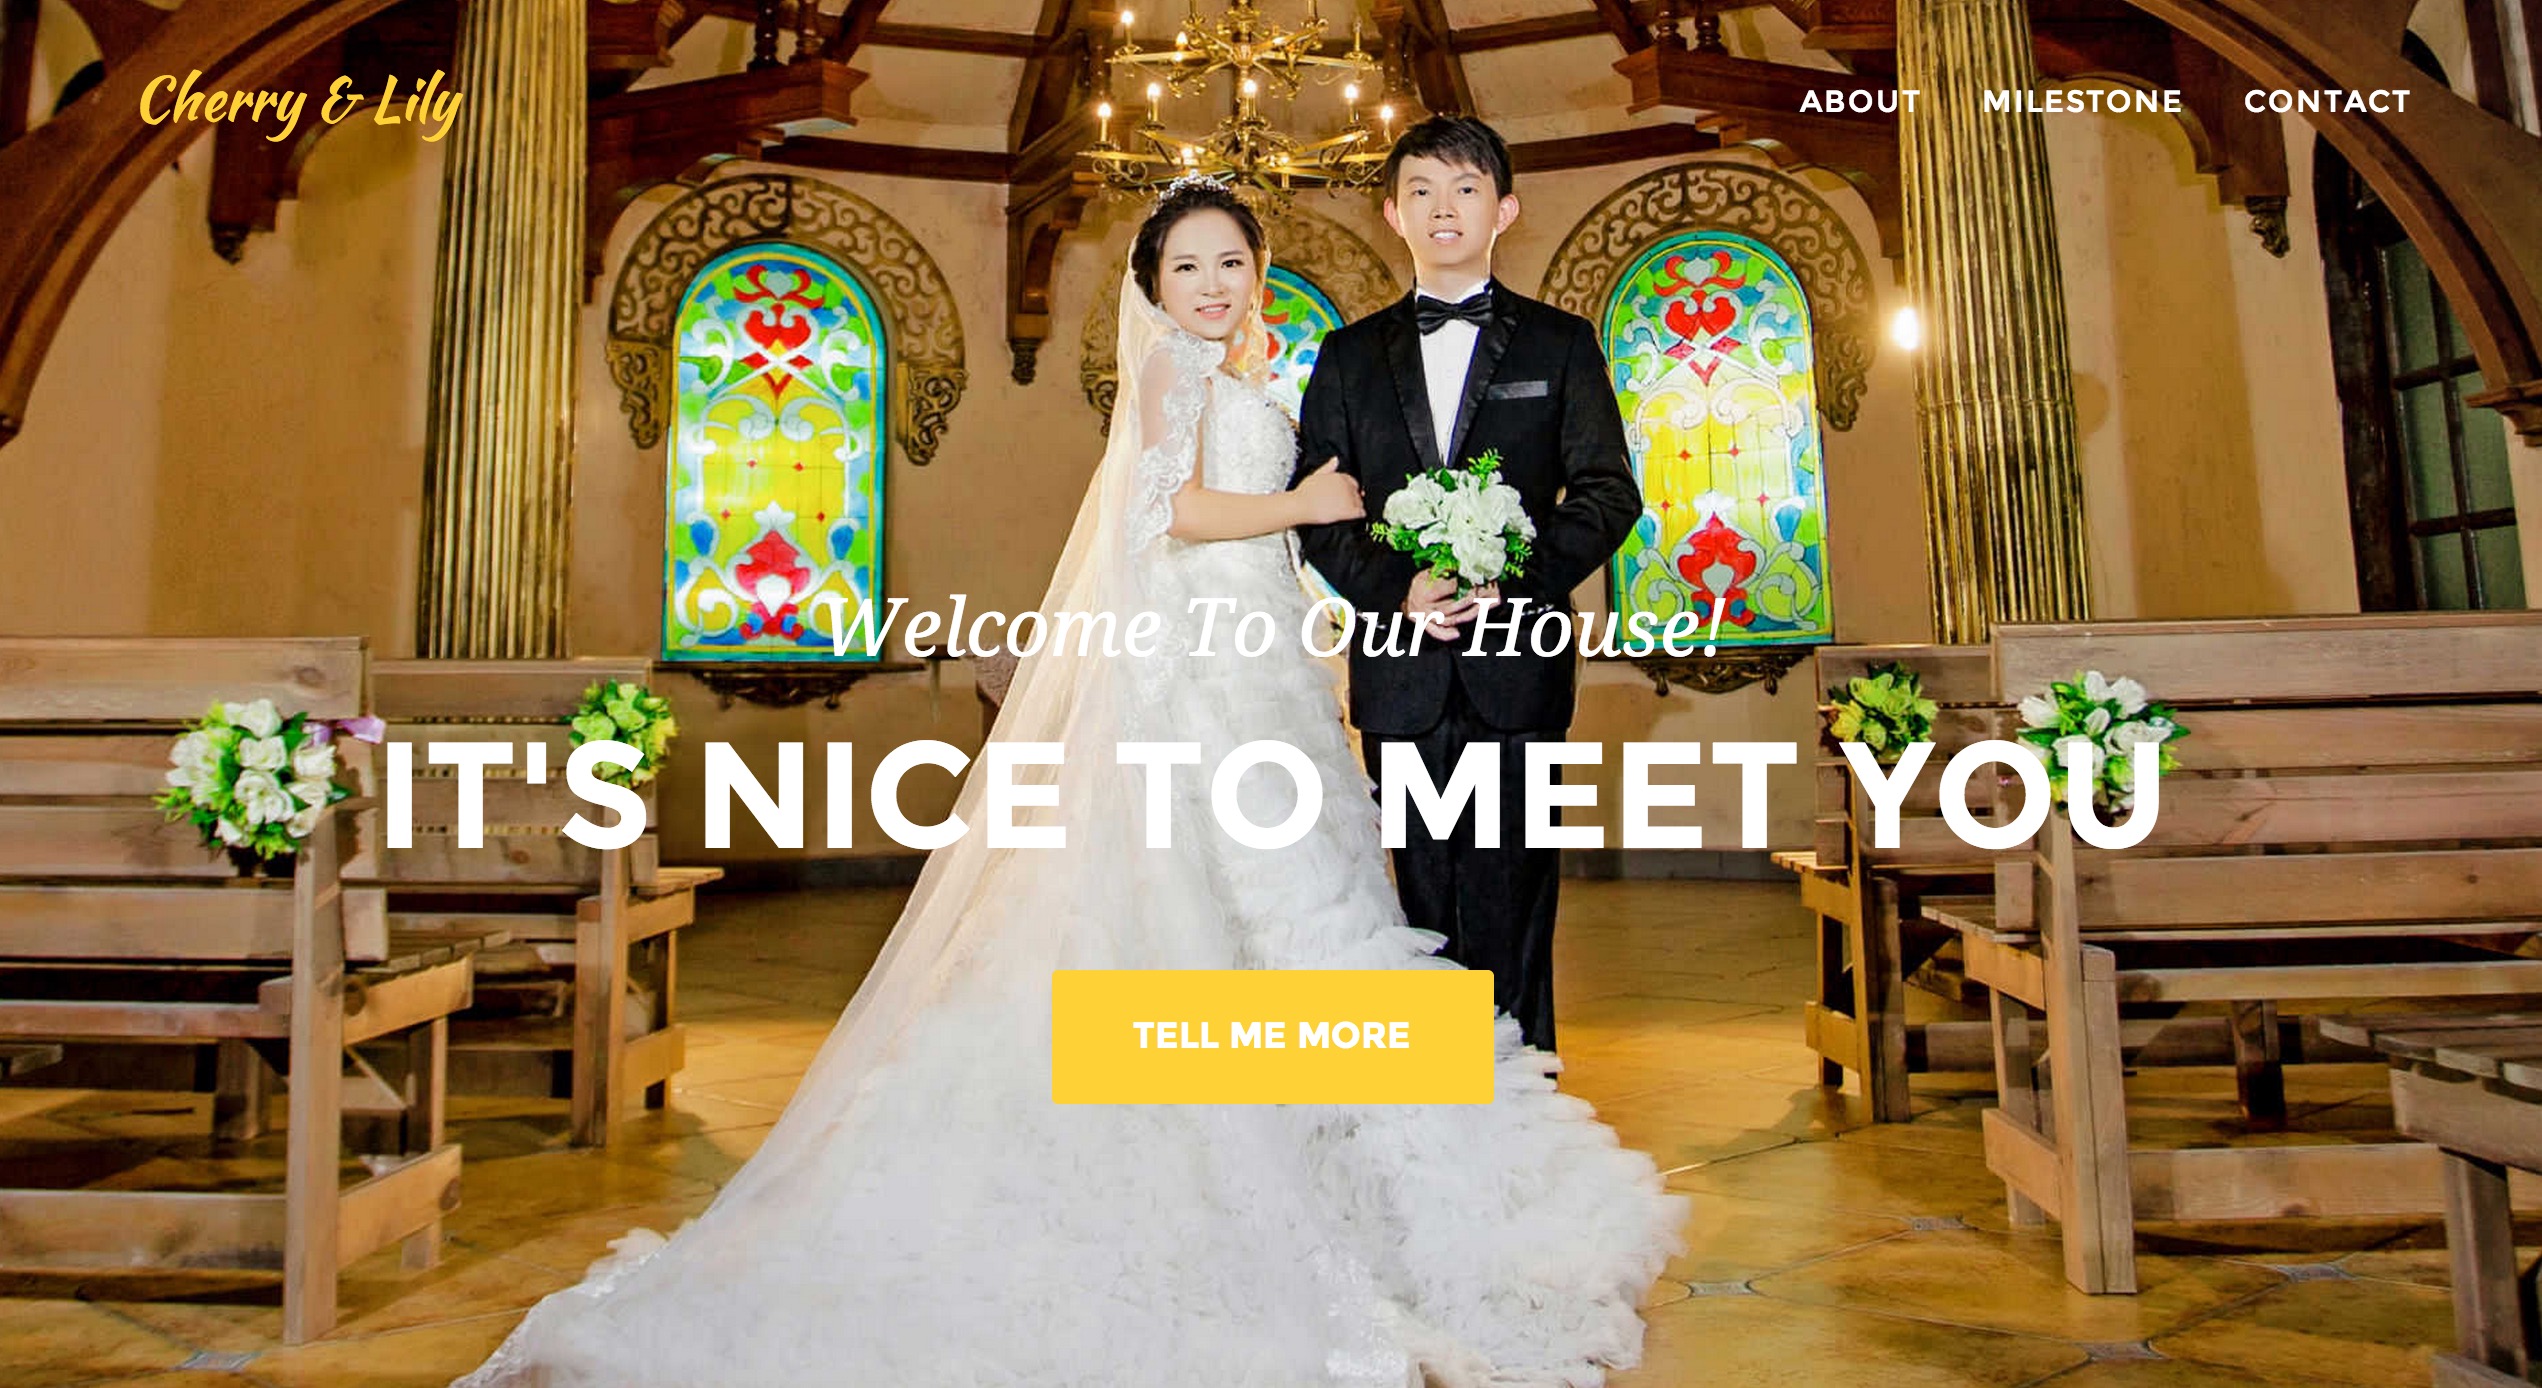 Cherry & Lily
ABOUT MILESTONE CONTACT
Welcome To Our House!
IT'S NICE TO MEET YOU
TELL ME MORE